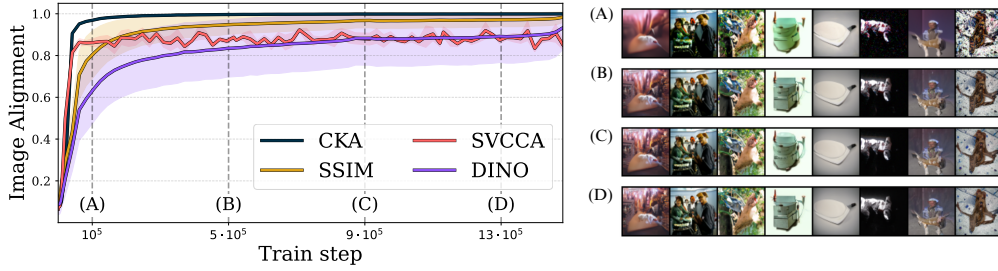 1.0
0.8
0.6
0.4
0.2
Image Alignment
CKA
SSIM
SVCCA
DINO
(A)
(B)
(C)
(D)
10⁵
5·10⁵
9·10⁵
13·10⁵
Train step
(A)
(B)
(C)
(D)